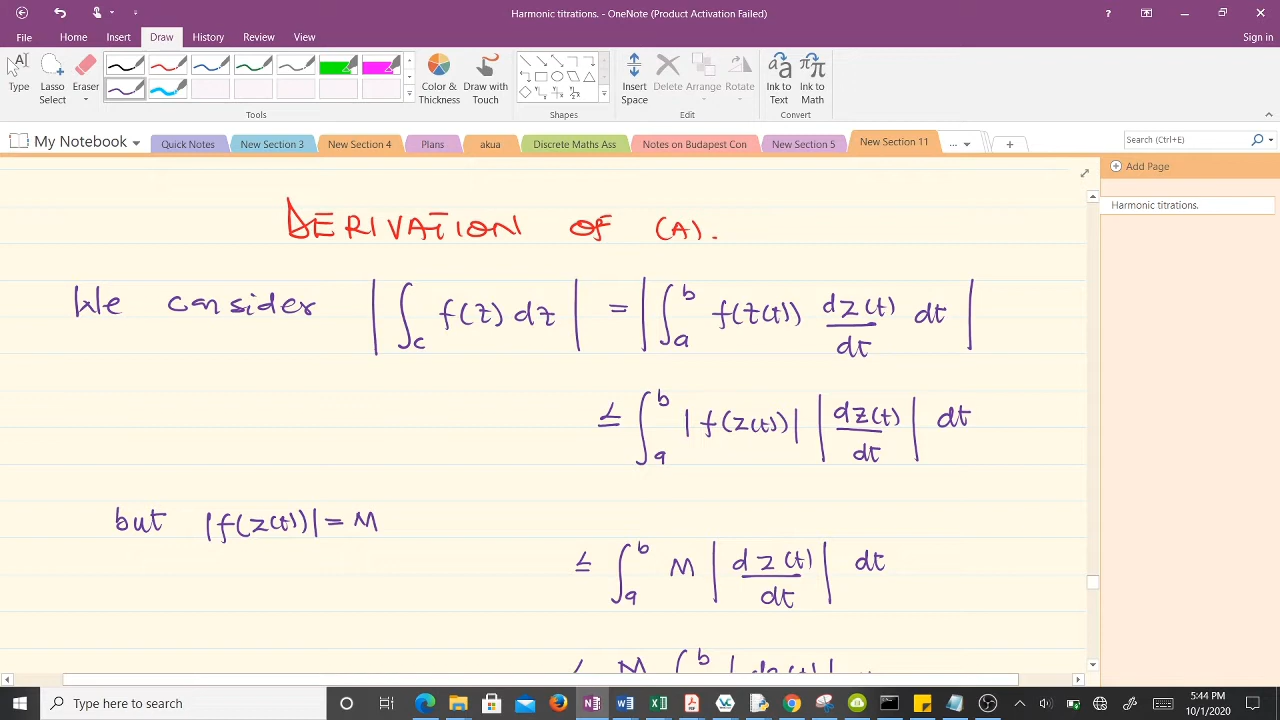 Harmonic titrations. - OneNote (Product Activation Failed)
File Home Insert Draw History Review View
Sign in
Type Lasso Select Eraser Color & Thickness Draw with Touch Insert Space Delete Arrange Rotate Ink to Text Ink to Math
Tools Shapes Edit Convert
My Notebook Quick Notes New Section 3 New Section 4 Plans akua Discrete Maths Ass Notes on Budapest Con New Section 5 New Section 11 ... Search (Ctrl+E)
Add Page
Harmonic titrations.
DERIVATION OF (A).
We consider |∫_c f(z) dz| = |∫_a^b f(z(t)) dz(t)/dt dt|
≤ ∫_a^b |f(z(t))| |dz(t)/dt| dt
but |f(z(t))| = M
≤ ∫_a^b M |dz(t)/dt| dt
Type here to search
5:44 PM
10/1/2020